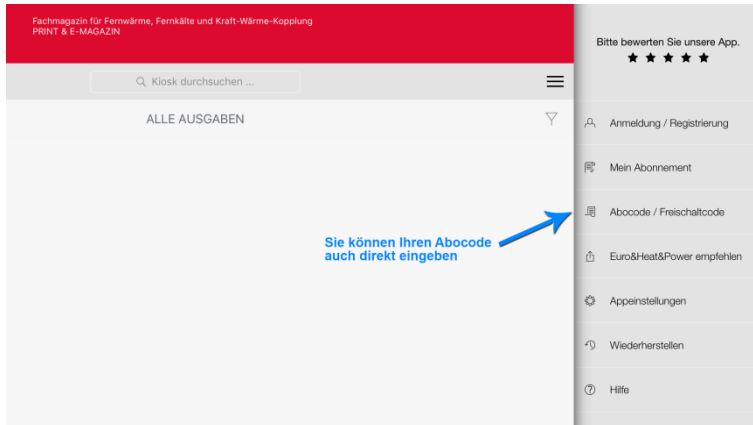 Fachmagazin für Fernwärme, Fernkälte und Kraft-Wärme-Kopplung
PRINT & E-MAGAZIN
Kiosk durchsuchen ...
ALLE AUSGABEN
Sie können Ihren Abocode
auch direkt eingeben
Bitte bewerten Sie unsere App.
Anmeldung / Registrierung
Mein Abonnement
Abocode / Freischaltcode
Euro&Heat&Power empfehlen
Appeinstellungen
Wiederherstellen
Hilfe